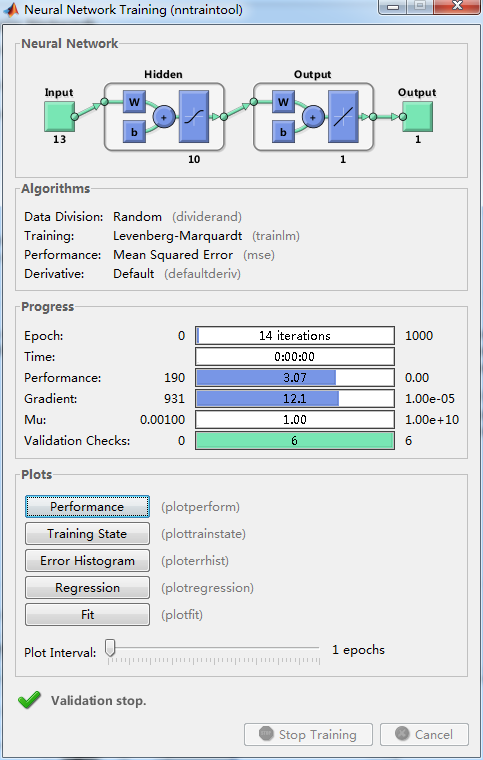 Neural Network Training (nntraintool)
Neural Network
Hidden Output
Input Output
W W
+ +
b b
13 1
10 1
Algorithms
Data Division: Random (dividerand)
Training: Levenberg-Marquardt (trainlm)
Performance: Mean Squared Error (mse)
Derivative: Default (defaultderiv)
Progress
Epoch: 0 14 iterations 1000
Time: 0:00:00
Performance: 190 3.07 0.00
Gradient: 931 12.1 1.00e-05
Mu: 0.00100 1.00 1.00e+10
Validation Checks: 0 6 6
Plots
Performance (plotperform)
Training State (plottrainstate)
Error Histogram (ploterrhist)
Regression (plotregression)
Fit (plotfit)
Plot Interval: 1 epochs
Validation stop.
Stop Training Cancel